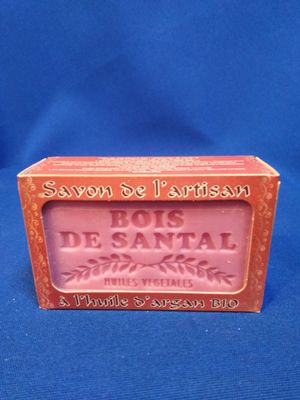 Savon de l'artisan
BOIS
DE SANTAL
HUILES VEGETALES
à l'huile d'argan BIO